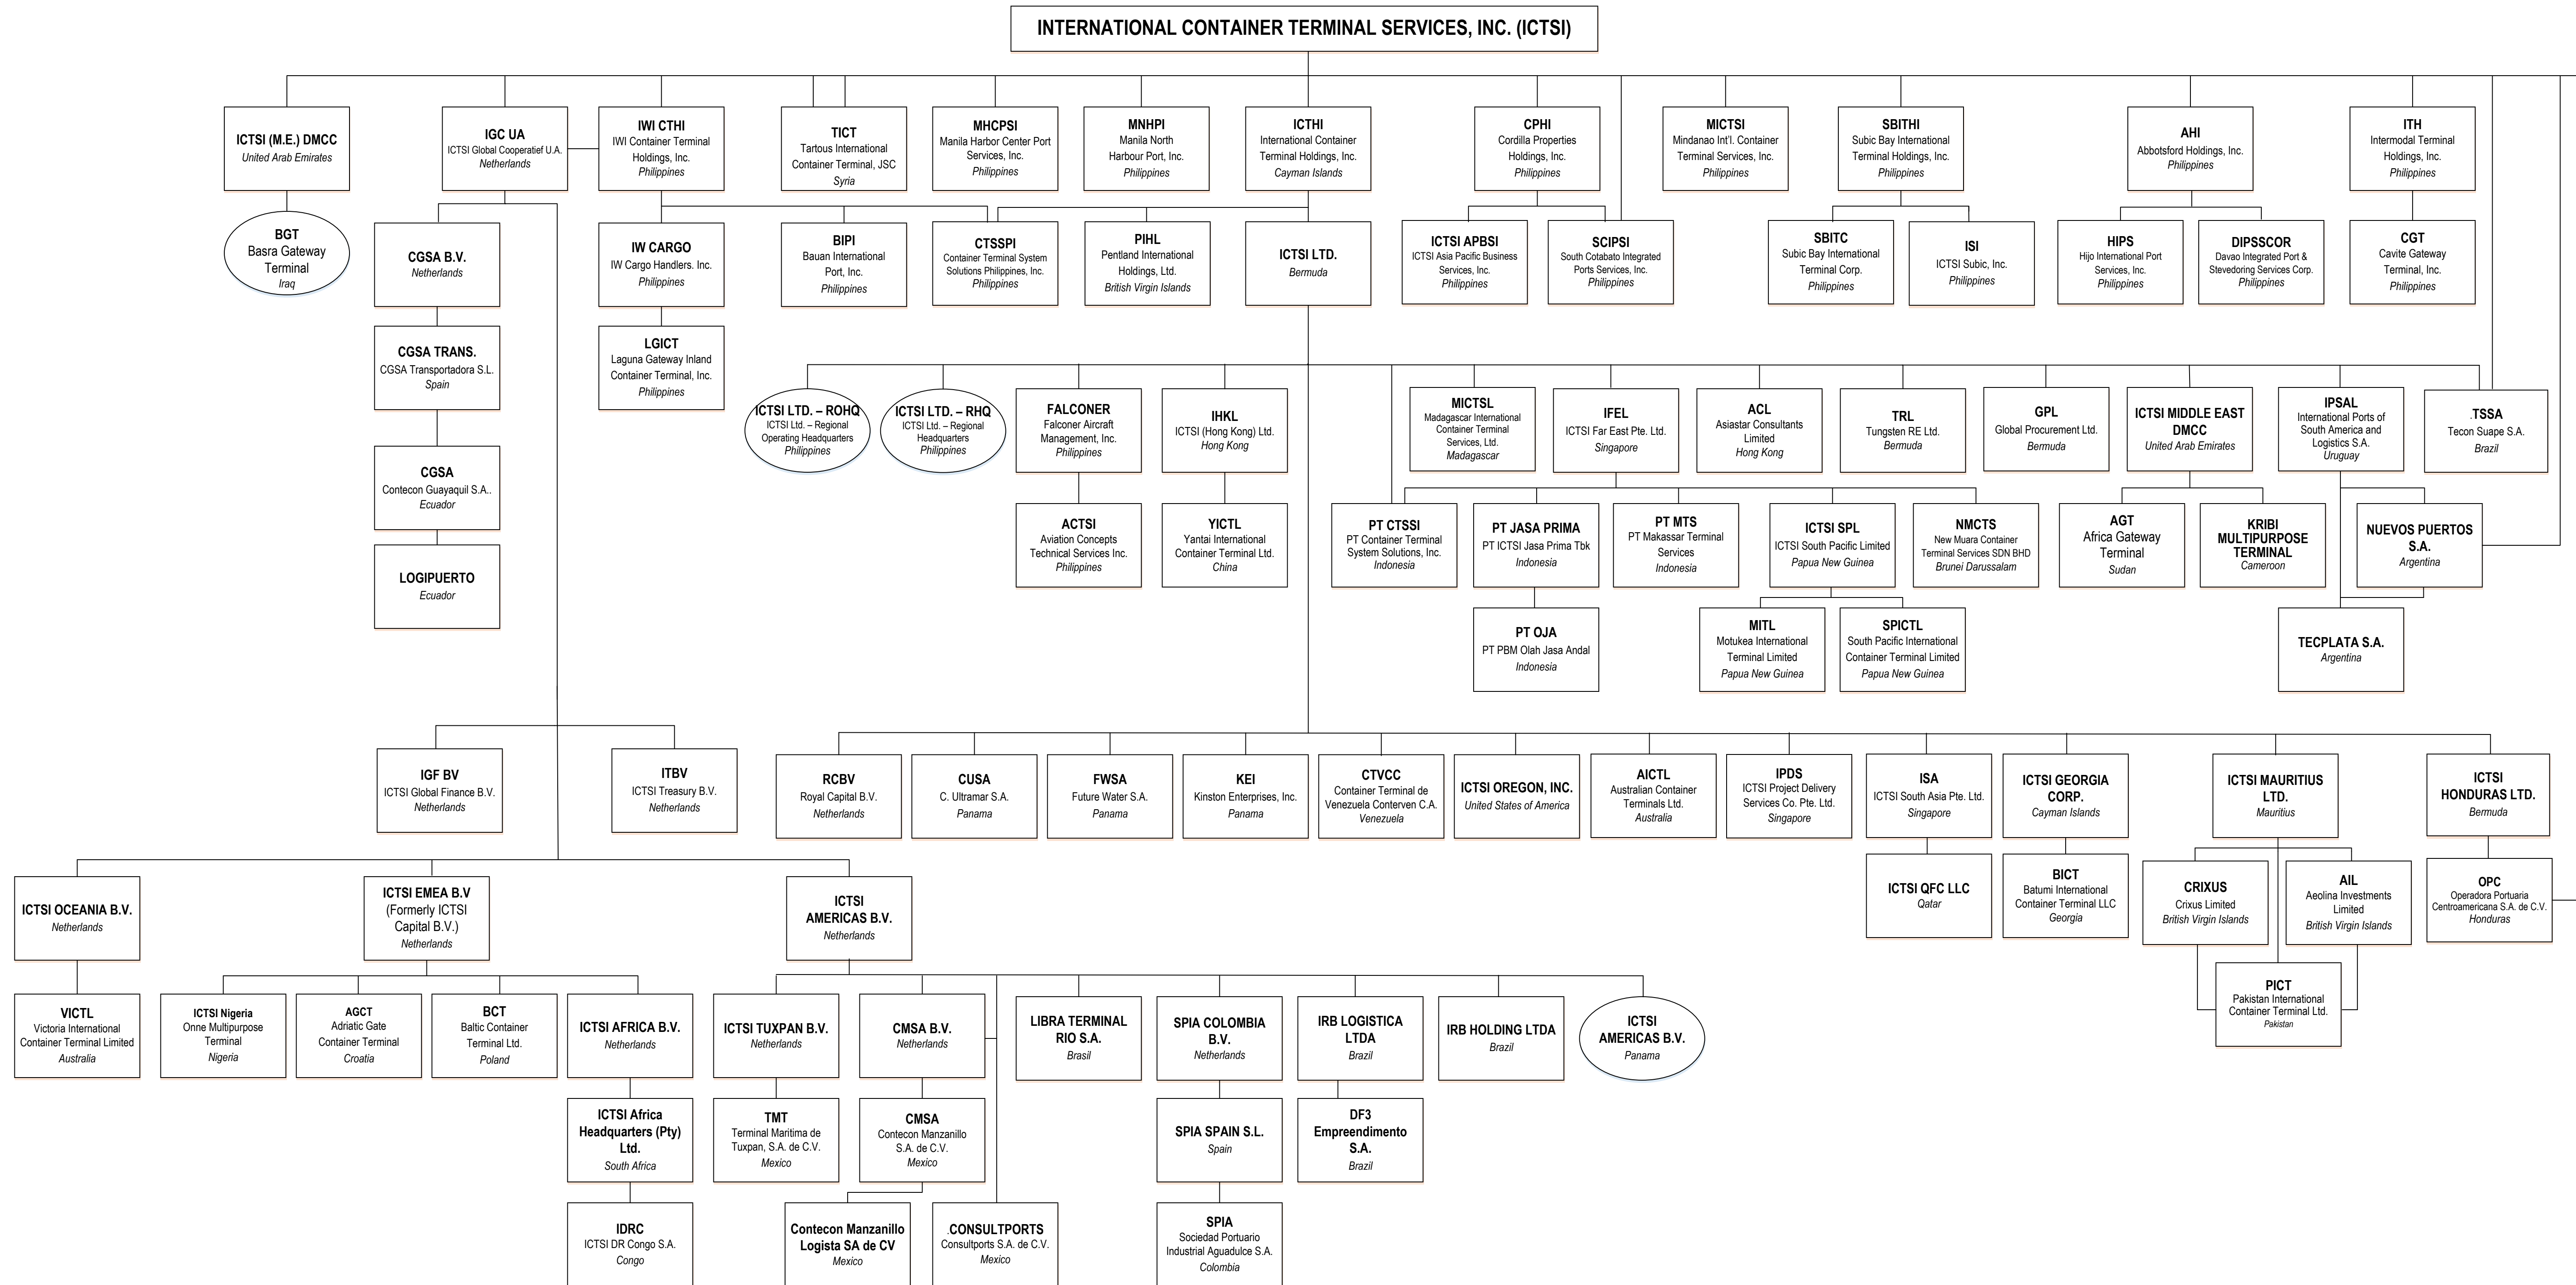 INTERNATIONAL CONTAINER TERMINAL SERVICES, INC. (ICTSI)
ICTSI (M.E.) DMCC
United Arab Emirates
IGC UA
ICTSI Global Cooperatief U.A.
Netherlands
IWI CTHI
IWI Container Terminal
Holdings, Inc.
Philippines
TICT
Tartous International
Container Terminal, JSC
Syria
MHCPSI
Manila Harbor Center Port
Services, Inc.
Philippines
MNHPI
Manila North
Harbour Port, Inc.
Philippines
ICTHI
International Container
Terminal Holdings, Inc.
Cayman Islands
CPHI
Cordilla Properties
Holdings, Inc.
Philippines
MICTSI
Mindanao Int'l. Container
Terminal Services, Inc.
Philippines
SBITHI
Subic Bay International
Terminal Holdings, Inc.
Philippines
AHI
Abbotsford Holdings, Inc.
Philippines
ITH
Intermodal Terminal
Holdings, Inc.
Philippines
BGT
Basra Gateway
Terminal
Iraq
CGSA B.V.
Netherlands
IW CARGO
IW Cargo Handlers. Inc.
Philippines
BIPI
Bauan International
Port, Inc.
Philippines
CTSSPI
Container Terminal System
Solutions Philippines, Inc.
Philippines
PIHL
Pentland International
Holdings, Ltd.
British Virgin Islands
ICTSI LTD.
Bermuda
ICTSI APBSI
ICTSI Asia Pacific Business
Services, Inc.
Philippines
SCIPSI
South Cotabato Integrated
Ports Services, Inc.
Philippines
SBITC
Subic Bay International
Terminal Corp.
Philippines
ISI
ICTSI Subic, Inc.
Philippines
HIPS
Hijo International Port
Services, Inc.
Philippines
DIPSSCOR
Davao Integrated Port &
Stevedoring Services Corp.
Philippines
CGT
Cavite Gateway
Terminal, Inc.
Philippines
CGSA TRANS.
CGSA Transportadora S.L.
Spain
LGICT
Laguna Gateway Inland
Container Terminal, Inc.
Philippines
ICTSI LTD. – ROHQ
ICTSI Ltd. – Regional
Operating Headquarters
Philippines
ICTSI LTD. – RHQ
ICTSI Ltd. – Regional
Headquarters
Philippines
FALCONER
Falconer Aircraft
Management, Inc.
Philippines
IHKL
ICTSI (Hong Kong) Ltd.
Hong Kong
MICTSL
Madagascar International
Container Terminal
Services, Ltd.
Madagascar
IFEL
ICTSI Far East Pte. Ltd.
Singapore
ACL
Asiastar Consultants
Limited
Hong Kong
TRL
Tungsten RE Ltd.
Bermuda
GPL
Global Procurement Ltd.
Bermuda
ICTSI MIDDLE EAST
DMCC
United Arab Emirates
IPSAL
International Ports of
South America and
Logistics S.A.
Uruguay
.TSSA
Tecon Suape S.A.
Brazil
CGSA
Contecon Guayaquil S.A..
Ecuador
ACTSI
Aviation Concepts
Technical Services Inc.
Philippines
YICTL
Yantai International
Container Terminal Ltd.
China
PT CTSSI
PT Container Terminal
System Solutions, Inc.
Indonesia
PT JASA PRIMA
PT ICTSI Jasa Prima Tbk
Indonesia
PT MTS
PT Makassar Terminal
Services
Indonesia
ICTSI SPL
ICTSI South Pacific Limited
Papua New Guinea
NMCTS
New Muara Container
Terminal Services SDN BHD
Brunei Darussalam
AGT
Africa Gateway
Terminal
Sudan
KRIBI
MULTIPURPOSE
TERMINAL
Cameroon
NUEVOS PUERTOS
S.A.
Argentina
LOGIPUERTO
Ecuador
PT OJA
PT PBM Olah Jasa Andal
Indonesia
MITL
Motukea International
Terminal Limited
Papua New Guinea
SPICTL
South Pacific International
Container Terminal Limited
Papua New Guinea
TECPLATA S.A.
Argentina
IGF BV
ICTSI Global Finance B.V.
Netherlands
ITBV
ICTSI Treasury B.V.
Netherlands
RCBV
Royal Capital B.V.
Netherlands
CUSA
C. Ultramar S.A.
Panama
FWSA
Future Water S.A.
Panama
KEI
Kinston Enterprises, Inc.
Panama
CTVCC
Container Terminal de
Venezuela Conterven C.A.
Venezuela
ICTSI OREGON, INC.
United States of America
AICTL
Australian Container
Terminals Ltd.
Australia
IPDS
ICTSI Project Delivery
Services Co. Pte. Ltd.
Singapore
ISA
ICTSI South Asia Pte. Ltd.
Singapore
ICTSI GEORGIA
CORP.
Cayman Islands
ICTSI MAURITIUS
LTD.
Mauritius
ICTSI
HONDURAS LTD.
Bermuda
ICTSI OCEANIA B.V.
Netherlands
ICTSI EMEA B.V
(Formerly ICTSI
Capital B.V.)
Netherlands
ICTSI
AMERICAS B.V.
Netherlands
ICTSI QFC LLC
Qatar
BICT
Batumi International
Container Terminal LLC
Georgia
CRIXUS
Crixus Limited
British Virgin Islands
AIL
Aeolina Investments
Limited
British Virgin Islands
OPC
Operadora Portuaria
Centroamericana S.A. de C.V.
Honduras
VICTL
Victoria International
Container Terminal Limited
Australia
ICTSI Nigeria
Onne Multipurpose
Terminal
Nigeria
AGCT
Adriatic Gate
Container Terminal
Croatia
BCT
Baltic Container
Terminal Ltd.
Poland
ICTSI AFRICA B.V.
Netherlands
ICTSI TUXPAN B.V.
Netherlands
CMSA B.V.
Netherlands
LIBRA TERMINAL
RIO S.A.
Brasil
SPIA COLOMBIA
B.V.
Netherlands
IRB LOGISTICA
LTDA
Brazil
IRB HOLDING LTDA
Brazil
ICTSI
AMERICAS B.V.
Panama
PICT
Pakistan International
Container Terminal Ltd.
Pakistan
ICTSI Africa
Headquarters (Pty)
Ltd.
South Africa
TMT
Terminal Maritima de
Tuxpan, S.A. de C.V.
Mexico
CMSA
Contecon Manzanillo
S.A. de C.V.
Mexico
SPIA SPAIN S.L.
Spain
DF3
Empreendimento
S.A.
Brazil
IDRC
ICTSI DR Congo S.A.
Congo
Contecon Manzanillo
Logista SA de CV
Mexico
.CONSULTPORTS
Consultports S.A. de C.V.
Mexico
SPIA
Sociedad Portuario
Industrial Aguadulce S.A.
Colombia